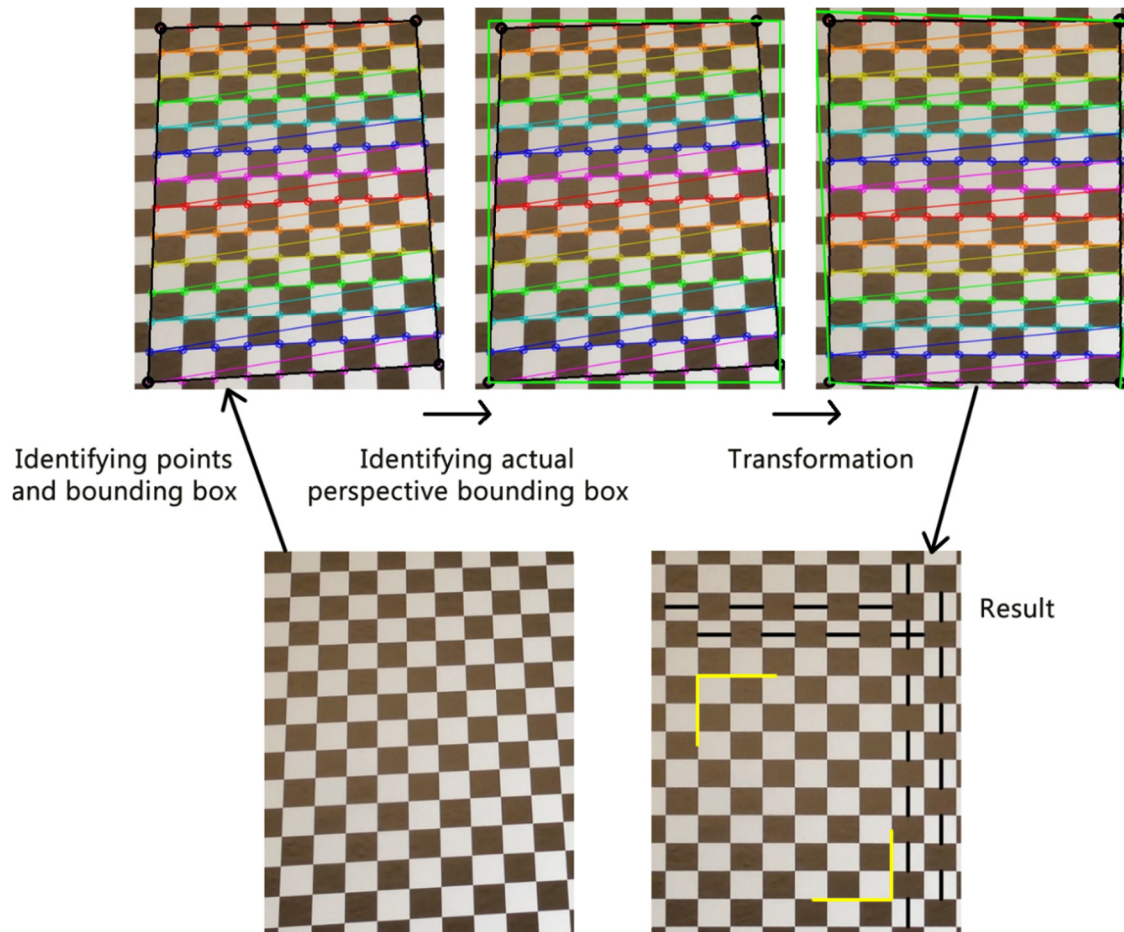 Identifying points
and bounding box
Identifying actual
perspective bounding box
Transformation
Result